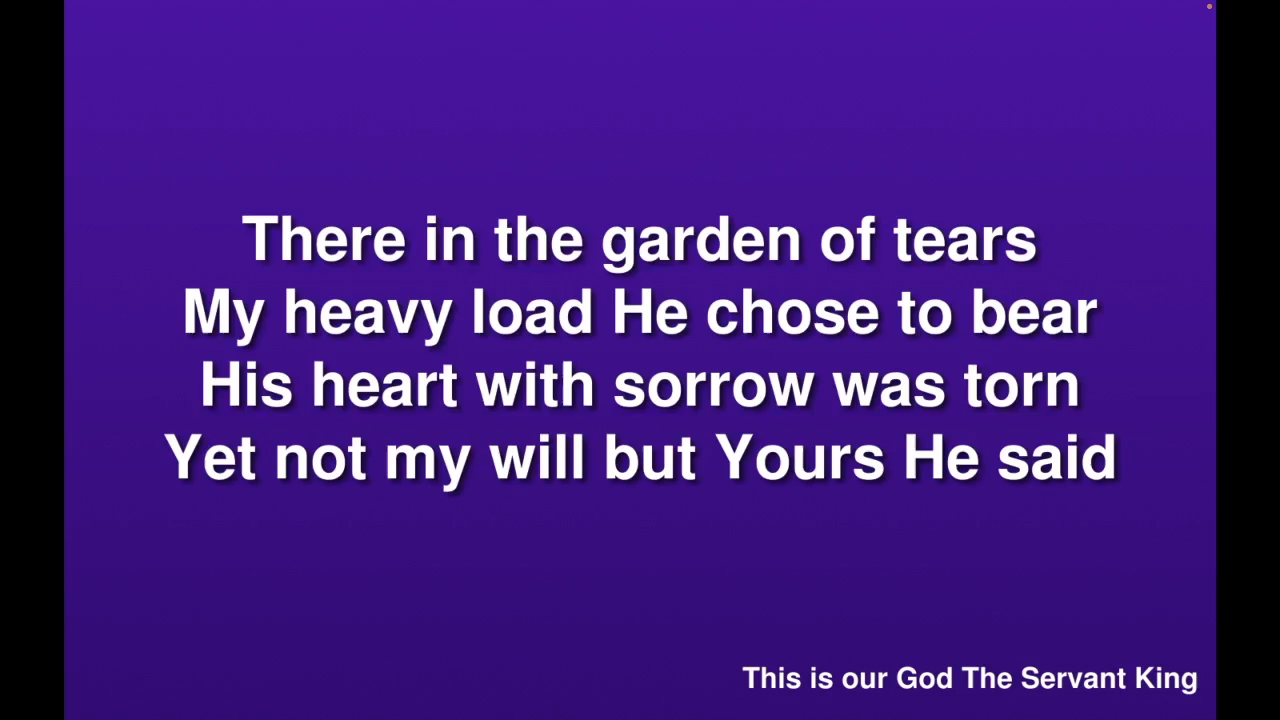 There in the garden of tears
My heavy load He chose to bear
His heart with sorrow was torn
Yet not my will but Yours He said
This is our God The Servant King